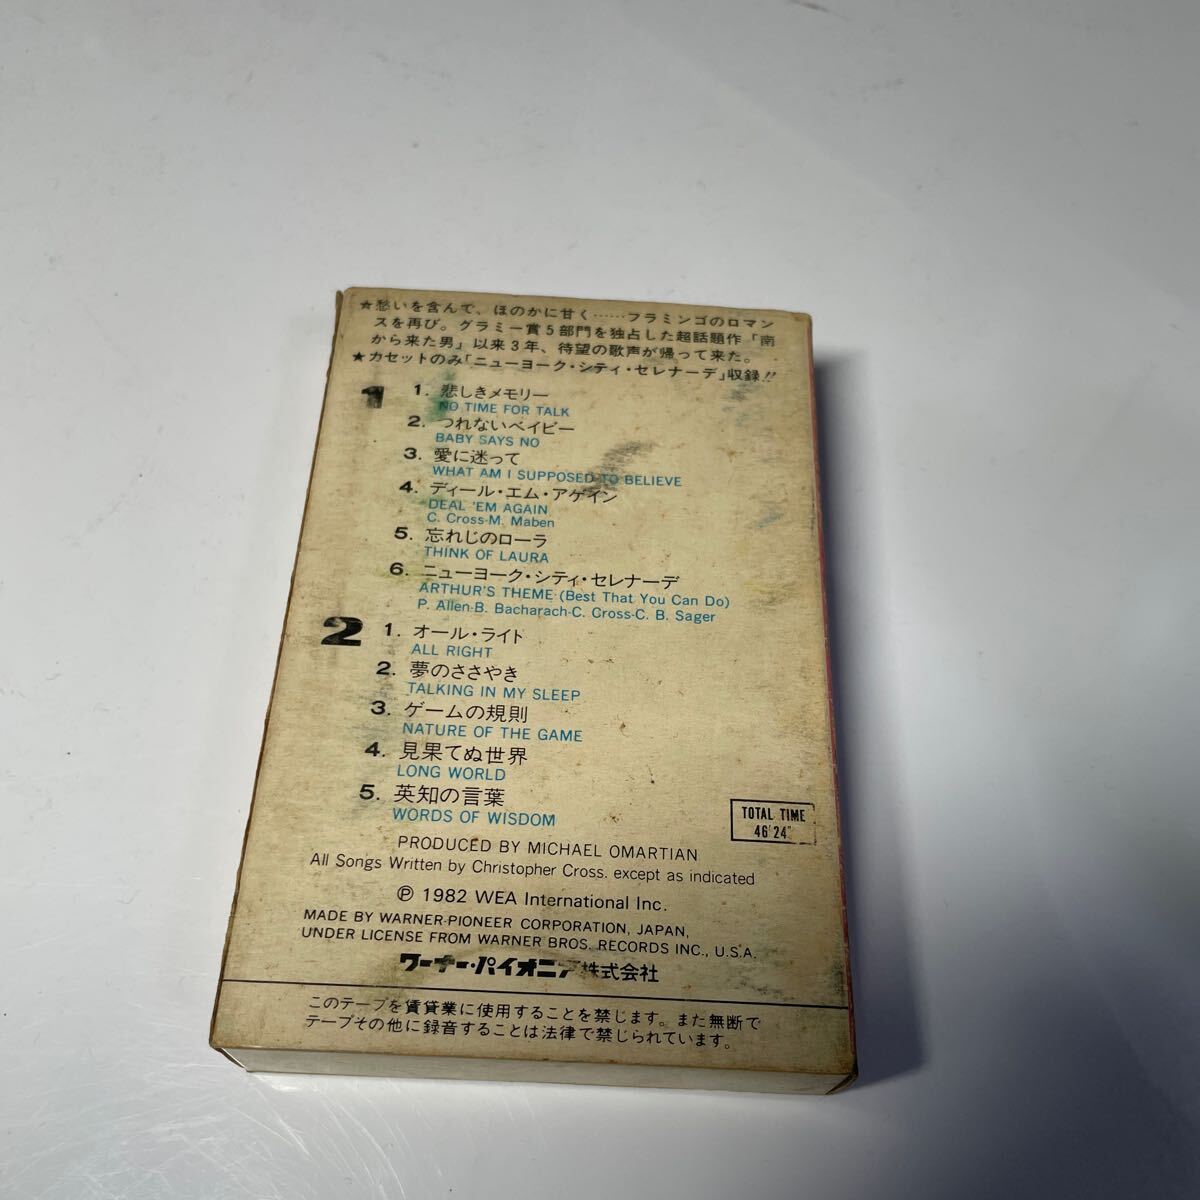 ★愁いを含んで、ほのかに甘く……フラミンゴのロマン
スを再び。グラミー賞5部門を独占した超話題作「南
から来た男」以来3年、待望の歌声が帰って来た。
★カセットのみ「ニューヨーク・シティ・セレナーデ」収録!!
1
1. 悲しきメモリー
NO TIME FOR TALK
2. つれないベイビー
BABY SAYS NO
3. 愛に迷って
WHAT AM I SUPPOSED TO BELIEVE
4. ディール・エム・アゲイン
DEAL 'EM AGAIN
C. Cross-M. Maben
5. 忘れじのローラ
THINK OF LAURA
6. ニューヨーク・シティ・セレナーデ
ARTHUR'S THEME (Best That You Can Do)
P. Allen-B. Bacharach-C. Cross-C. B. Sager
2
1. オール・ライト
ALL RIGHT
2. 夢のささやき
TALKING IN MY SLEEP
3. ゲームの規則
NATURE OF THE GAME
4. 見果てぬ世界
LONG WORLD
5. 英知の言葉
WORDS OF WISDOM
TOTAL TIME
46'24"
PRODUCED BY MICHAEL OMARTIAN
All Songs Written by Christopher Cross. except as indicated
℗ 1982 WEA International Inc.
MADE BY WARNER-PIONEER CORPORATION, JAPAN,
UNDER LICENSE FROM WARNER BROS. RECORDS INC., U.S.A.
ワーナー・パイオニア株式会社
このテープを賃貸業に使用することを禁じます。また無断で
テープその他に録音することは法律で禁じられています。